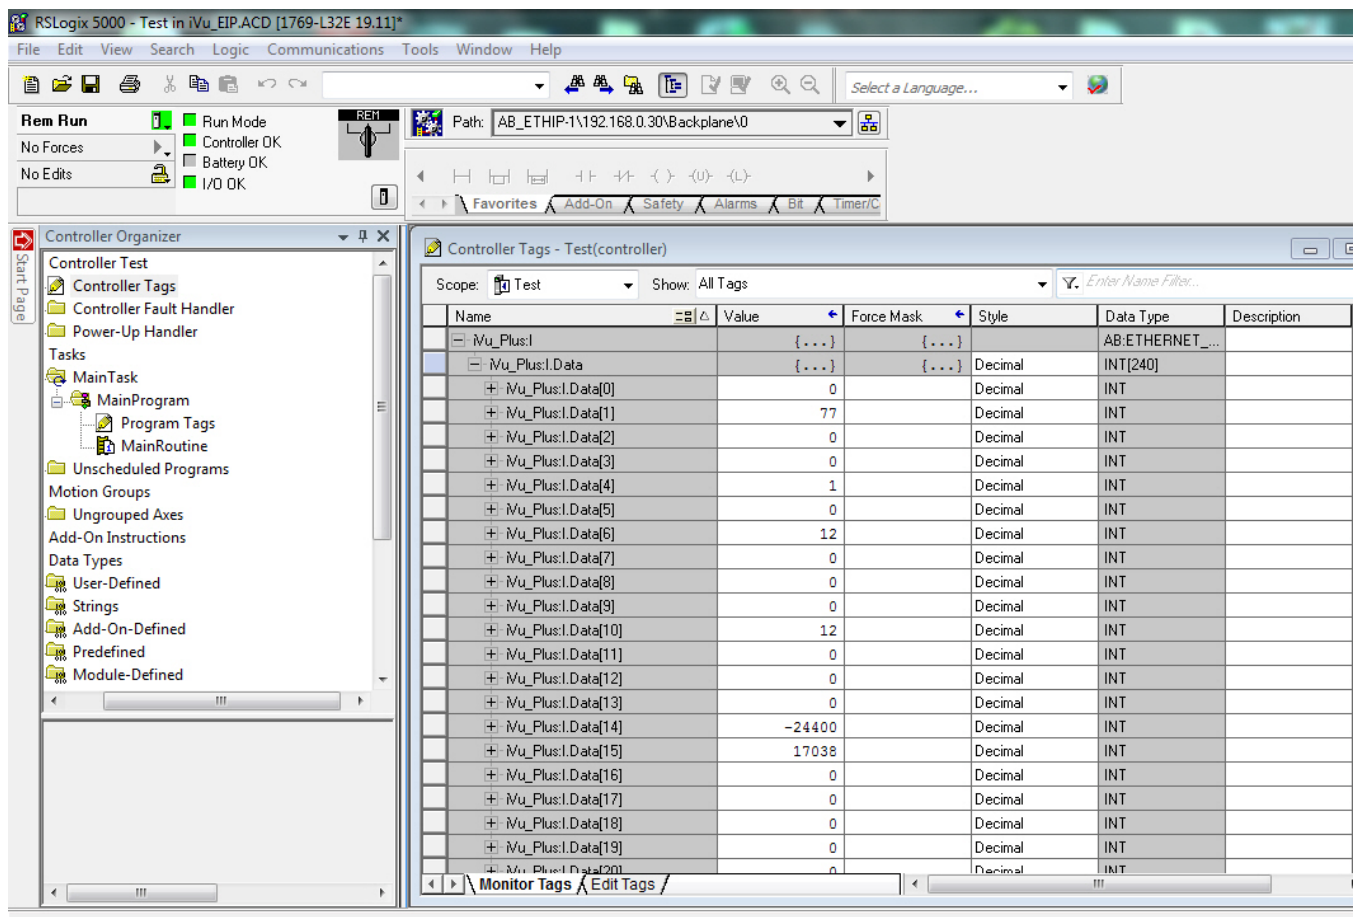 RSLogix 5000 - Test in iVu_EIP.ACD [1769-L32E 19.11]*
File Edit View Search Logic Communications Tools Window Help
Select a Language...
Rem Run
Run Mode
No Forces
Controller OK
Battery OK
No Edits
I/O OK
REM
Path: AB_ETHIP-1\192.168.0.30\Backplane\0
Favorites Add-On Safety Alarms Bit Timer/C
Start Page
Controller Organizer
Controller Test
Controller Tags
Controller Fault Handler
Power-Up Handler
Tasks
MainTask
MainProgram
Program Tags
MainRoutine
Unscheduled Programs
Motion Groups
Ungrouped Axes
Add-On Instructions
Data Types
User-Defined
Strings
Add-On-Defined
Predefined
Module-Defined
Controller Tags - Test(controller)
Scope: Test Show: All Tags Enter Name Filter...
Name Value Force Mask Style Data Type Description
iVu_Plus:I {...} {...} AB:ETHERNET_...
iVu_Plus:I.Data {...} {...} Decimal INT[240]
iVu_Plus:I.Data[0] 0 Decimal INT
iVu_Plus:I.Data[1] 77 Decimal INT
iVu_Plus:I.Data[2] 0 Decimal INT
iVu_Plus:I.Data[3] 0 Decimal INT
iVu_Plus:I.Data[4] 1 Decimal INT
iVu_Plus:I.Data[5] 0 Decimal INT
iVu_Plus:I.Data[6] 12 Decimal INT
iVu_Plus:I.Data[7] 0 Decimal INT
iVu_Plus:I.Data[8] 0 Decimal INT
iVu_Plus:I.Data[9] 0 Decimal INT
iVu_Plus:I.Data[10] 12 Decimal INT
iVu_Plus:I.Data[11] 0 Decimal INT
iVu_Plus:I.Data[12] 0 Decimal INT
iVu_Plus:I.Data[13] 0 Decimal INT
iVu_Plus:I.Data[14] -24400 Decimal INT
iVu_Plus:I.Data[15] 17038 Decimal INT
iVu_Plus:I.Data[16] 0 Decimal INT
iVu_Plus:I.Data[17] 0 Decimal INT
iVu_Plus:I.Data[18] 0 Decimal INT
iVu_Plus:I.Data[19] 0 Decimal INT
iVu_Plus:I.Data[20] 0 Decimal INT
Monitor Tags Edit Tags